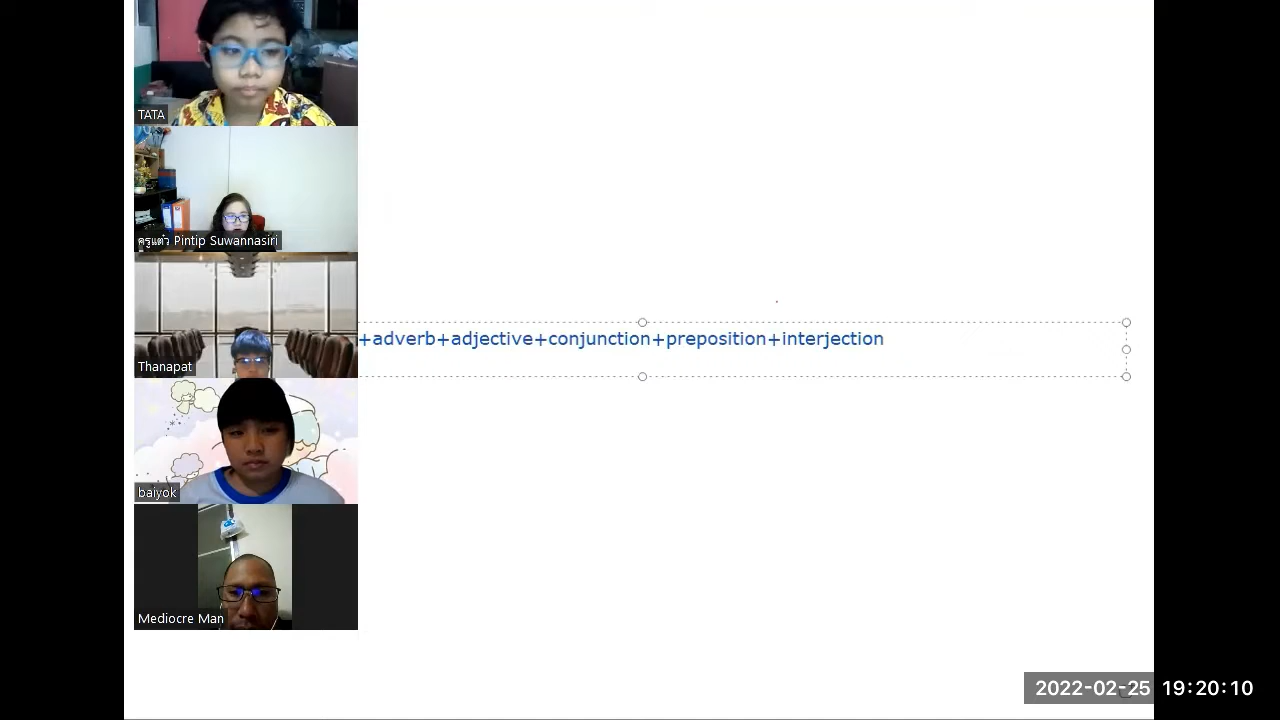 TATA
ครูแต๋ว Pintip Suwannasiri
+adverb+adjective+conjunction+preposition+interjection
Thanapat
baiyok
Mediocre Man
2022-02-25 19:20:10